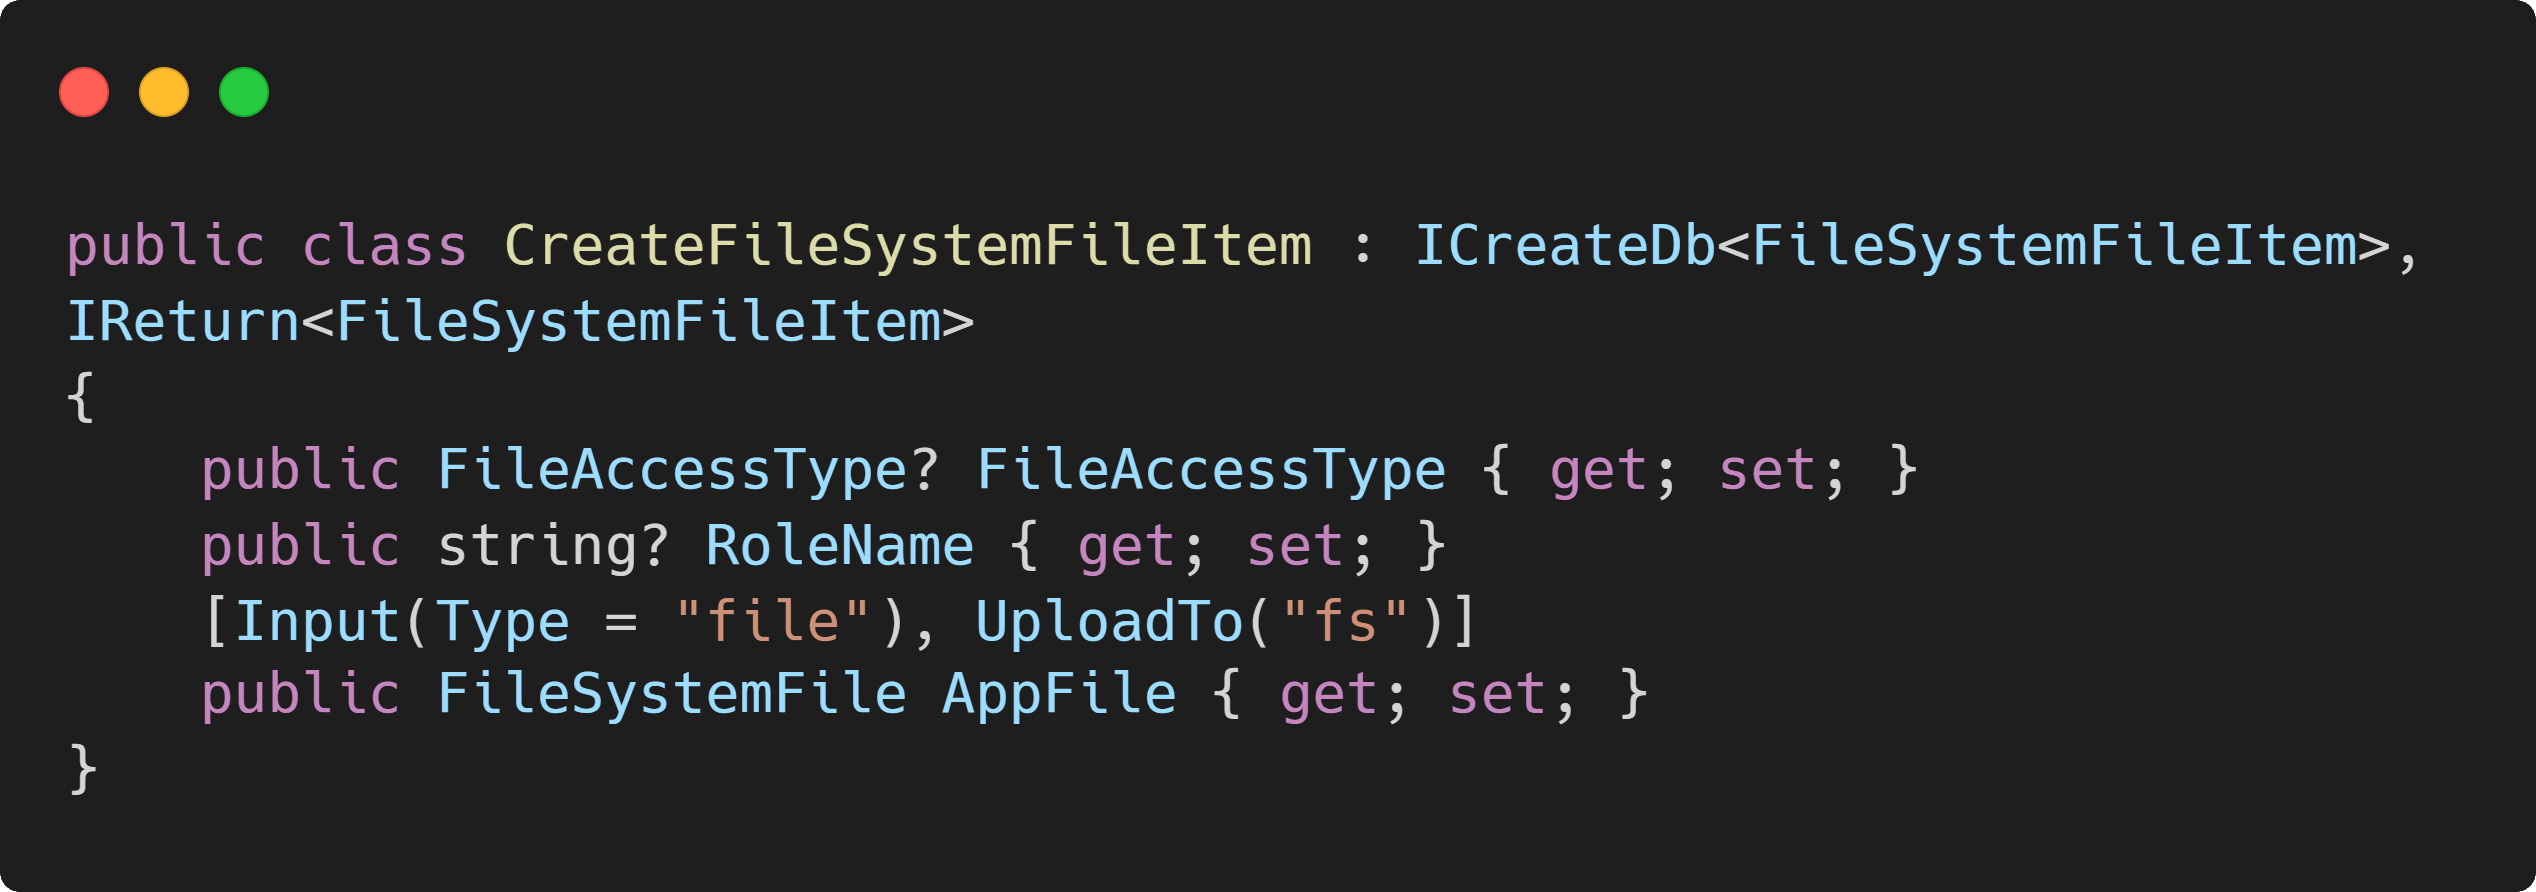 public class CreateFileSystemFileItem : ICreateDb<FileSystemFileItem>,
IReturn<FileSystemFileItem>
{
    public FileAccessType? FileAccessType { get; set; }
    public string? RoleName { get; set; }
    [Input(Type = "file"), UploadTo("fs")]
    public FileSystemFile AppFile { get; set; }
}